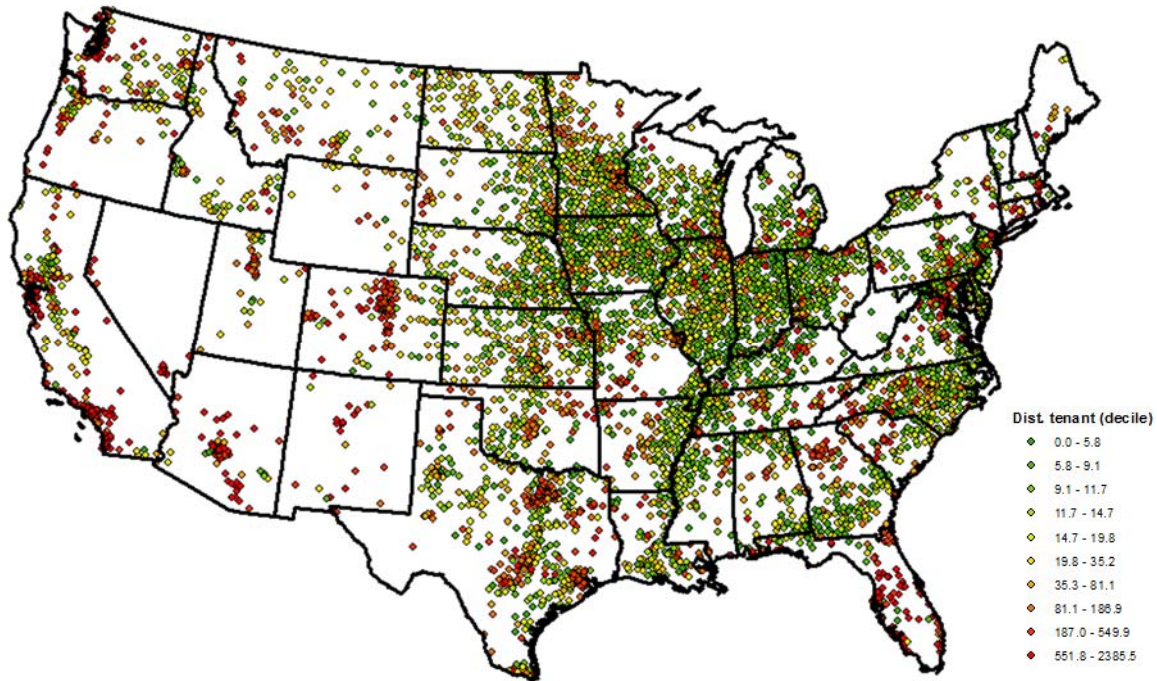 Dist. tenant (decile)
0.0 - 5.8
5.8 - 9.1
9.1 - 11.7
11.7 - 14.7
14.7 - 19.8
19.8 - 35.2
35.3 - 81.1
81.1 - 186.9
187.0 - 549.9
551.8 - 2385.5